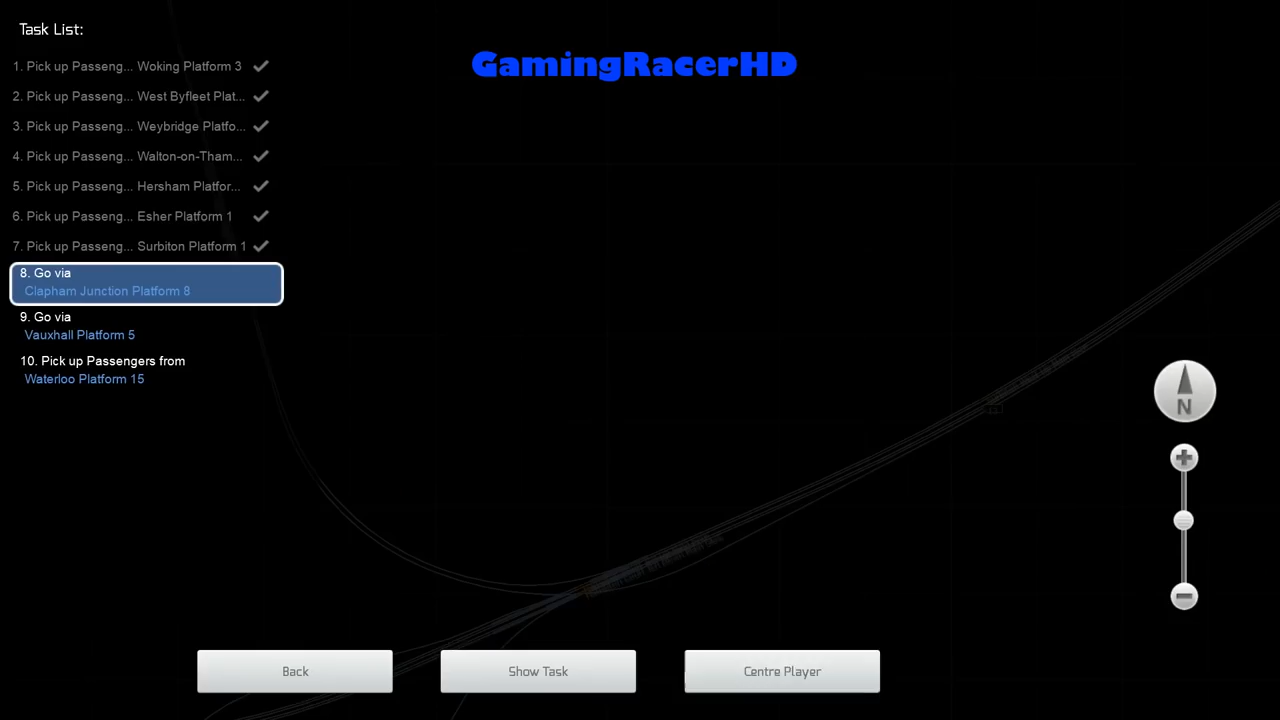 Task List:
GamingRacerHD
1. Pick up Passeng... Woking Platform 3
2. Pick up Passeng... West Byfleet Plat...
3. Pick up Passeng... Weybridge Platfo...
4. Pick up Passeng... Walton-on-Tham...
5. Pick up Passeng... Hersham Platfor...
6. Pick up Passeng... Esher Platform 1
7. Pick up Passeng... Surbiton Platform 1
8. Go via
Clapham Junction Platform 8
9. Go via
Vauxhall Platform 5
10. Pick up Passengers from
Waterloo Platform 15
N
Back
Show Task
Centre Player